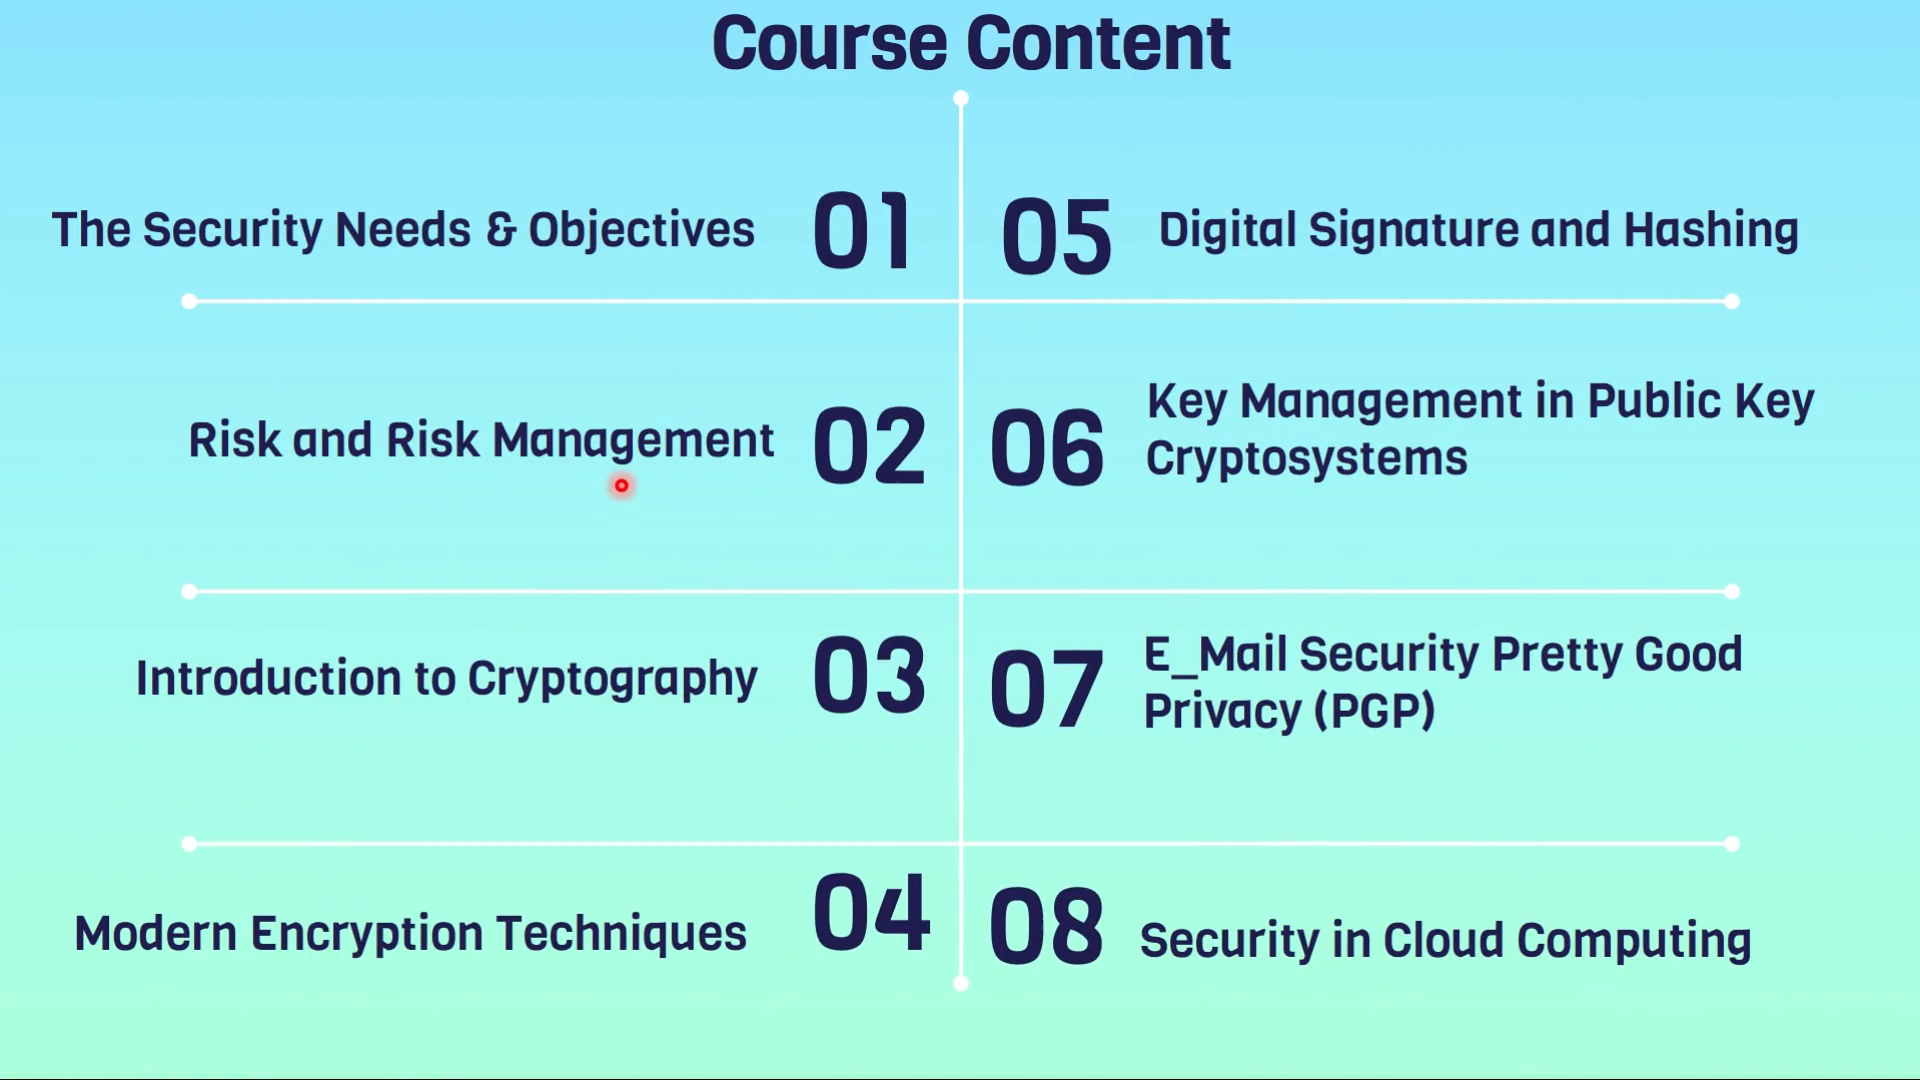 Course Content
The Security Needs & Objectives
01
Risk and Risk Management
02
Introduction to Cryptography
03
Modern Encryption Techniques
04
05
Digital Signature and Hashing
06
Key Management in Public Key
Cryptosystems
07
E_Mail Security Pretty Good
Privacy (PGP)
08
Security in Cloud Computing